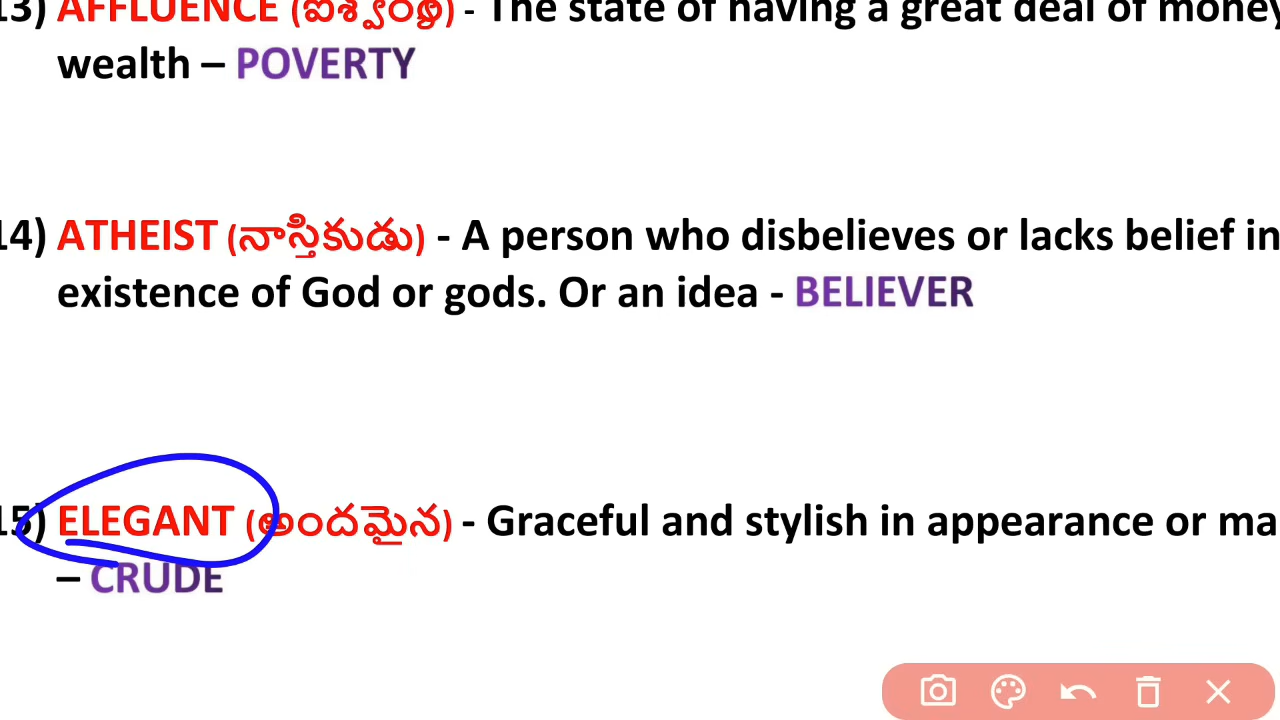 13) AFFLUENCE (ఐశ్వర్యం) - The state of having a great deal of money
wealth – POVERTY
14) ATHEIST (నాస్తికుడు) - A person who disbelieves or lacks belief in
existence of God or gods. Or an idea - BELIEVER
15) ELEGANT (అందమైన) - Graceful and stylish in appearance or ma
– CRUDE